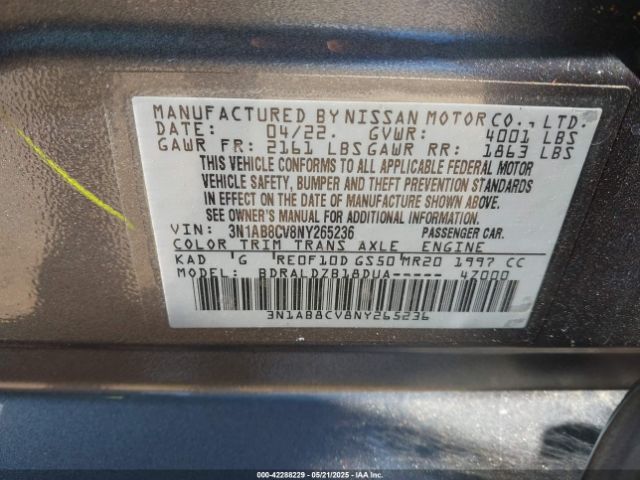 MANUFACTURED BY NISSAN MOTOR CO., LTD.
DATE: 04/22. GVWR: 4001 LBS
GAWR FR: 2161 LBS GAWR RR: 1863 LBS
THIS VEHICLE CONFORMS TO ALL APPLICABLE FEDERAL MOTOR
VEHICLE SAFETY, BUMPER AND THEFT PREVENTION STANDARDS
IN EFFECT ON THE DATE OF MANUFACTURE SHOWN ABOVE.
SEE OWNER'S MANUAL FOR ADDITIONAL INFORMATION.
VIN: 3N1AB8CV8NY265236 PASSENGER CAR.
COLOR TRIM TRANS AXLE ENGINE
KAD G RE0F10D GS50 MR20 1997 CC
MODEL: BDRALDZB18DUA----- 47000
3N1AB8CV8NY265236
000-42288229 - 05/21/2025 - IAAI.COM